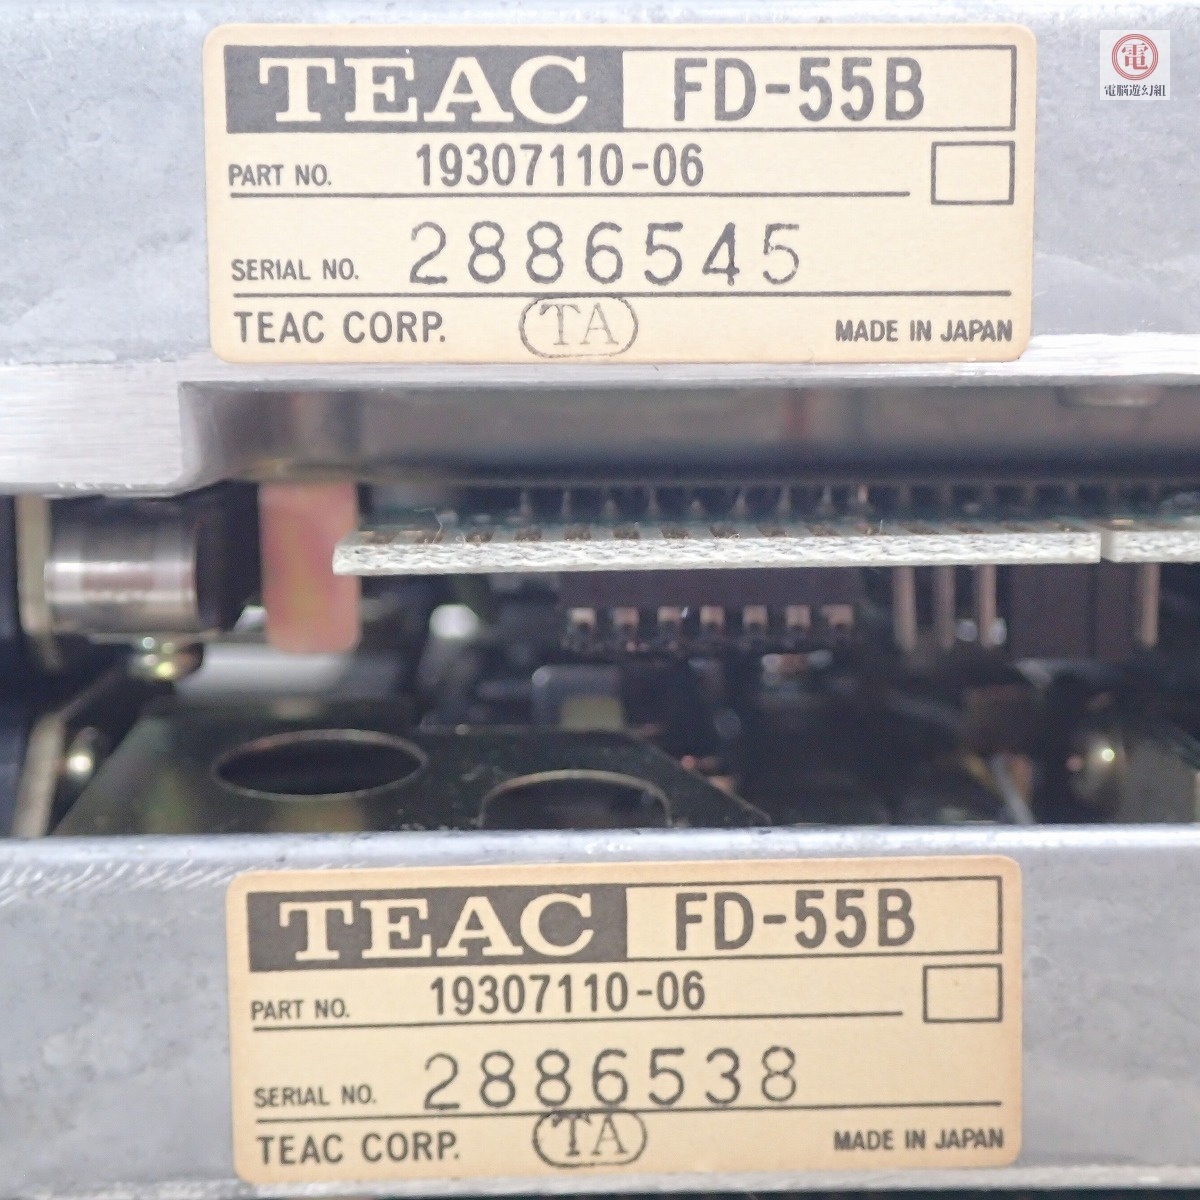 電
電脳遊幻組
TEAC FD-55B
PART NO. 19307110-06
SERIAL NO. 2886545
TEAC CORP. TA MADE IN JAPAN
TEAC FD-55B
PART NO. 19307110-06
SERIAL NO. 2886538
TEAC CORP. TA MADE IN JAPAN